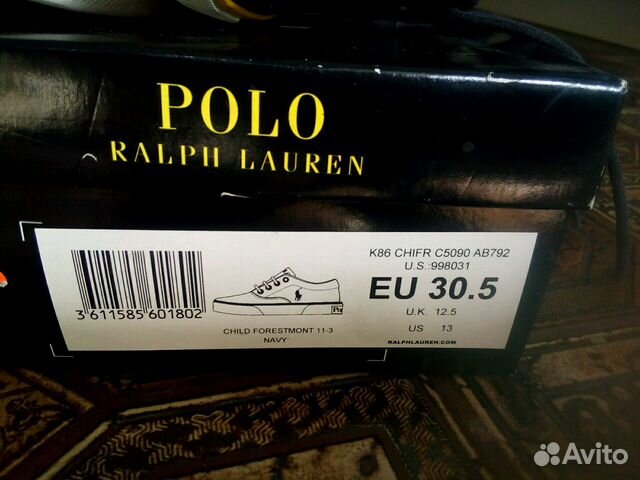 POLO
RALPH LAUREN
K86 CHIFR C5090 AB792
U.S.:998031
EU 30.5
U.K. 12.5
US 13
RALPHLAUREN.COM
3 611585 601802
CHILD FORESTMONT 11-3
NAVY
Po
Avito